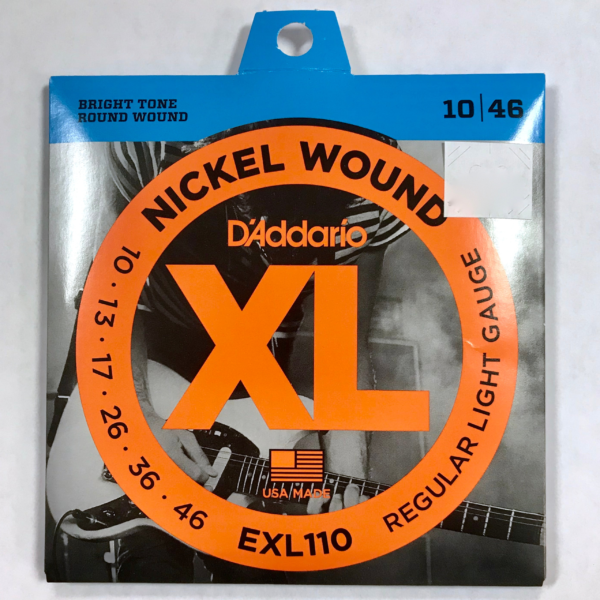 BRIGHT TONE
ROUND WOUND
10|46
NICKEL WOUND
D'Addario
XL
10 · 13 · 17 · 26 · 36 · 46
REGULAR LIGHT GAUGE
USA MADE
EXL110